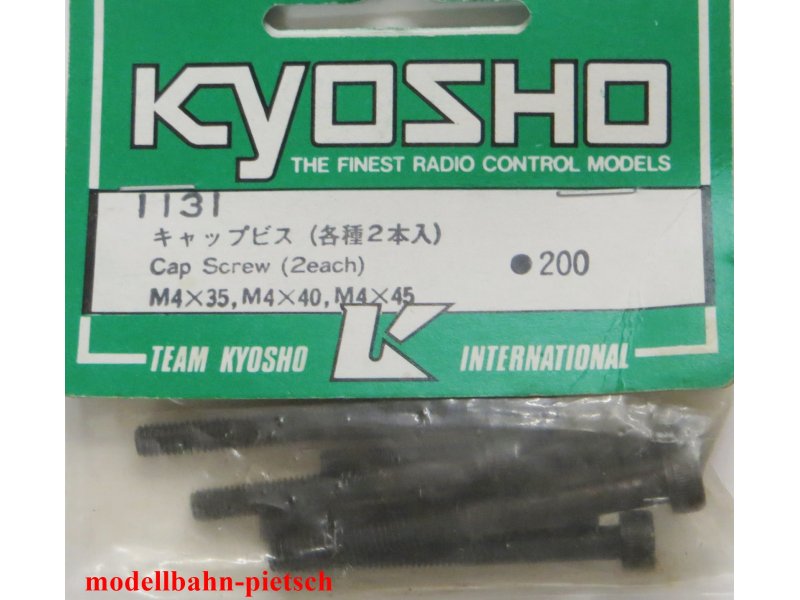 KYOSHO
THE FINEST RADIO CONTROL MODELS
1131
キャップビス (各種2本入)
Cap Screw (2each)
●200
M4×35, M4×40, M4×45
TEAM KYOSHO K INTERNATIONAL
modellbahn-pietsch